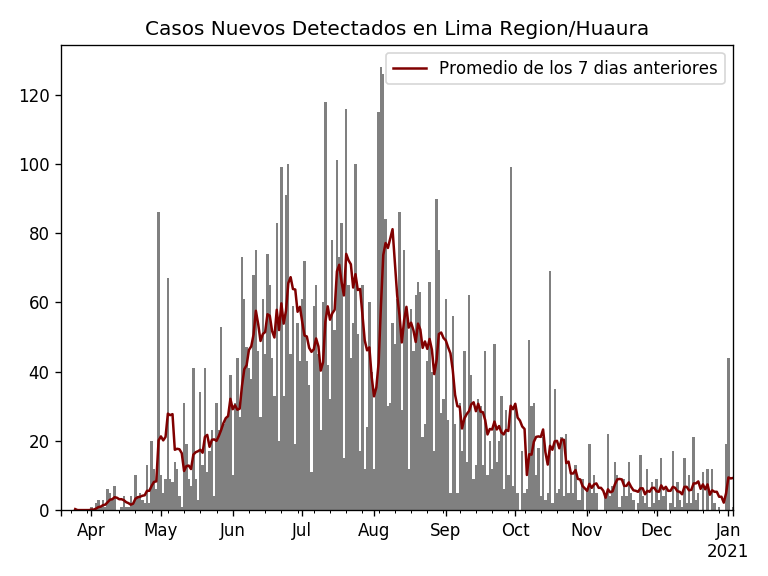 Casos Nuevos Detectados en Lima Region/Huaura
Promedio de los 7 dias anteriores
120
100
80
60
40
20
0
Apr May Jun Jul Aug Sep Oct Nov Dec Jan
2021